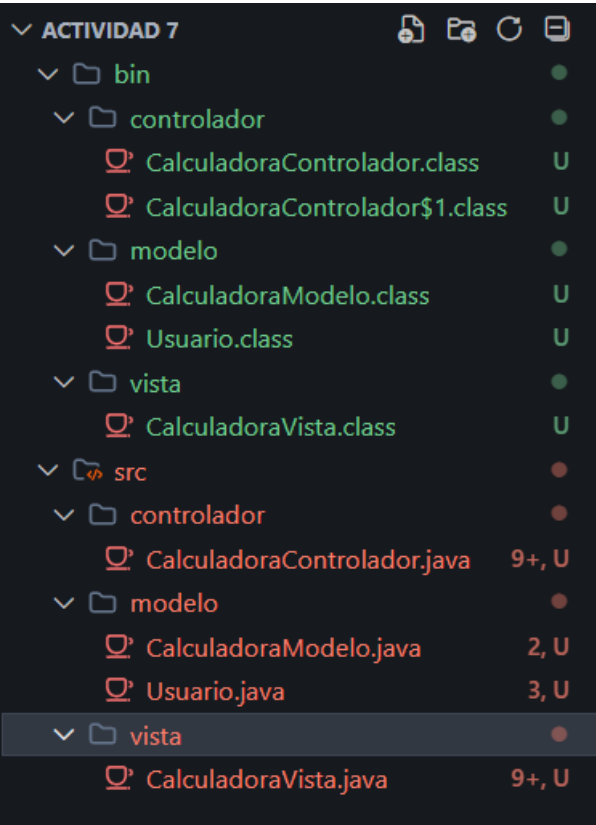 ACTIVIDAD 7
bin
controlador
CalculadoraControlador.class U
CalculadoraControlador$1.class U
modelo
CalculadoraModelo.class U
Usuario.class U
vista
CalculadoraVista.class U
src
controlador
CalculadoraControlador.java 9+, U
modelo
CalculadoraModelo.java 2, U
Usuario.java 3, U
vista
CalculadoraVista.java 9+, U